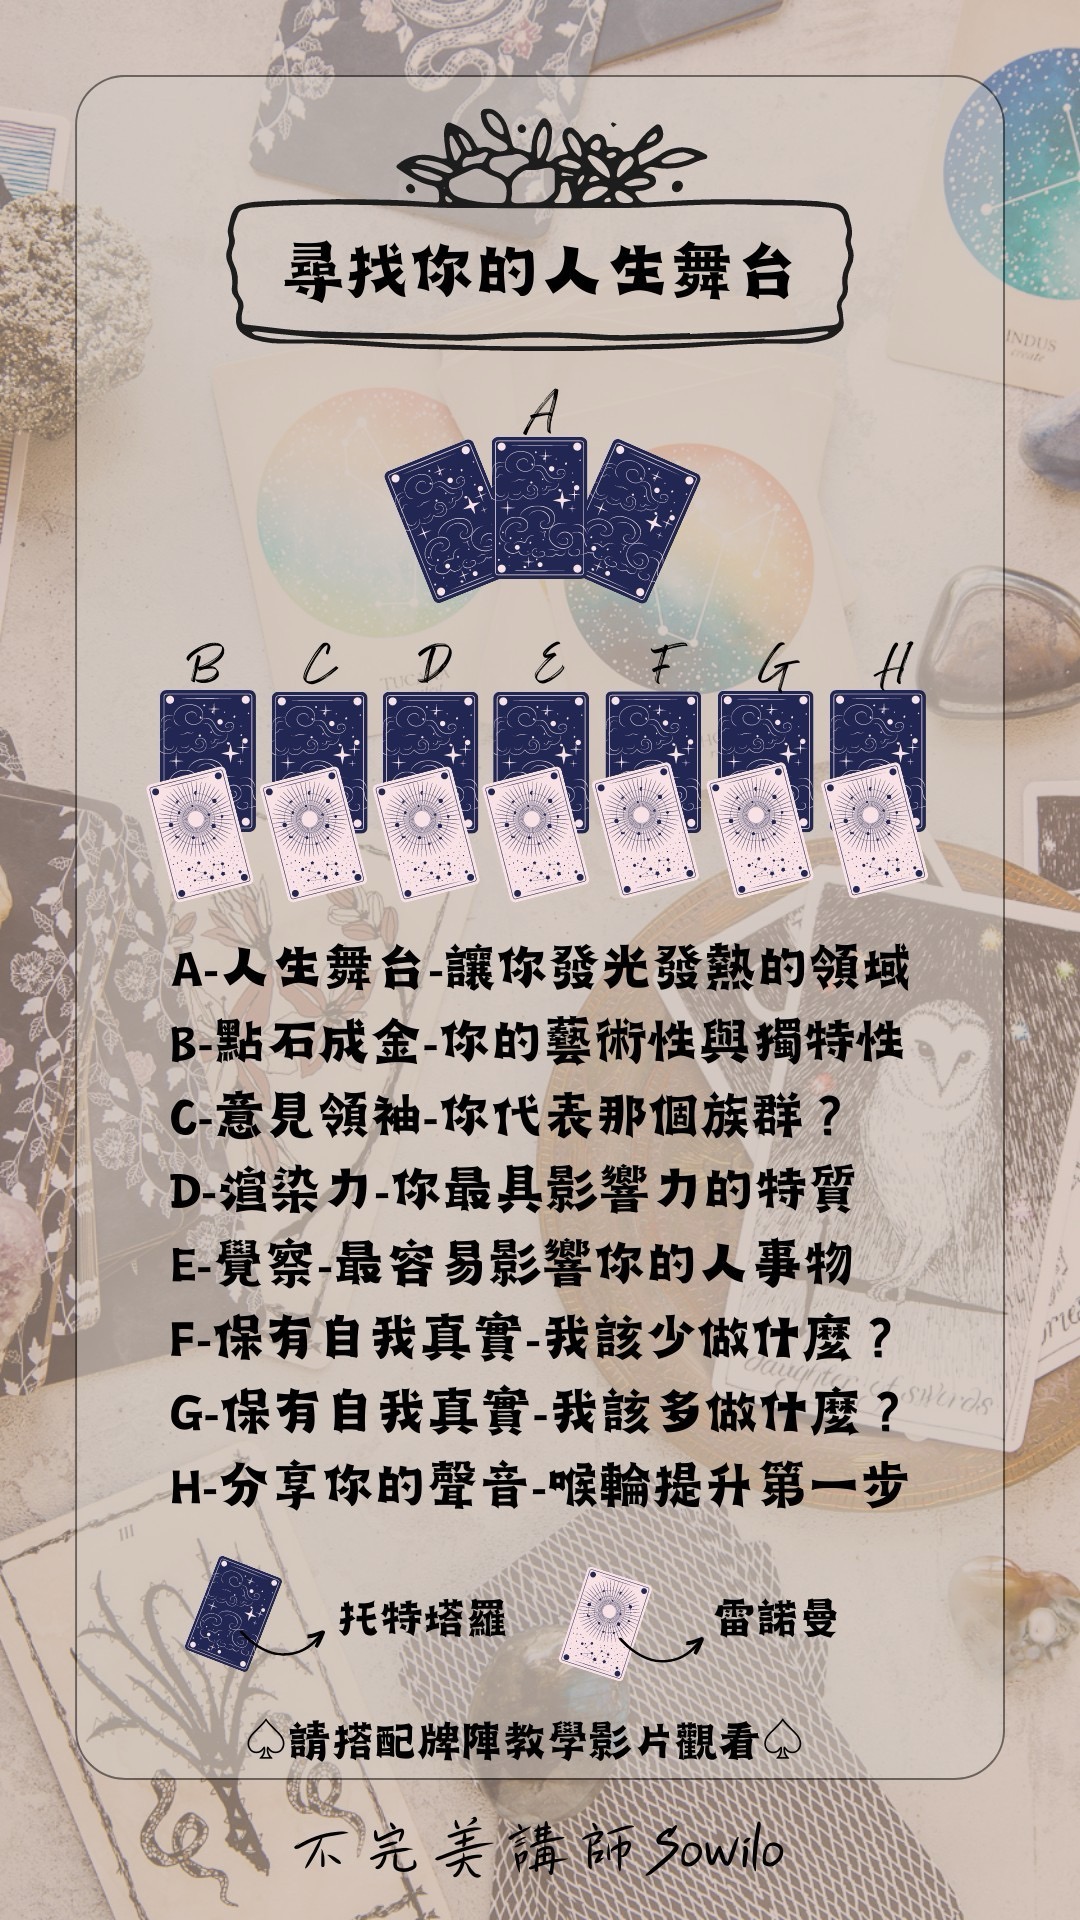 INDUS
create
尋找你的人生舞台
A
B C D E F G H
A-人生舞台-讓你發光發熱的領域
B-點石成金-你的藝術性與獨特性
C-意見領袖-你代表那個族群？
D-渲染力-你最具影響力的特質
E-覺察-最容易影響你的人事物
F-保有自我真實-我該少做什麼？
G-保有自我真實-我該多做什麼？
daughter of swords
H-分享你的聲音-喉輪提升第一步
III
托特塔羅 雷諾曼
♤請搭配牌陣教學影片觀看♤
不完美講師Sowilo